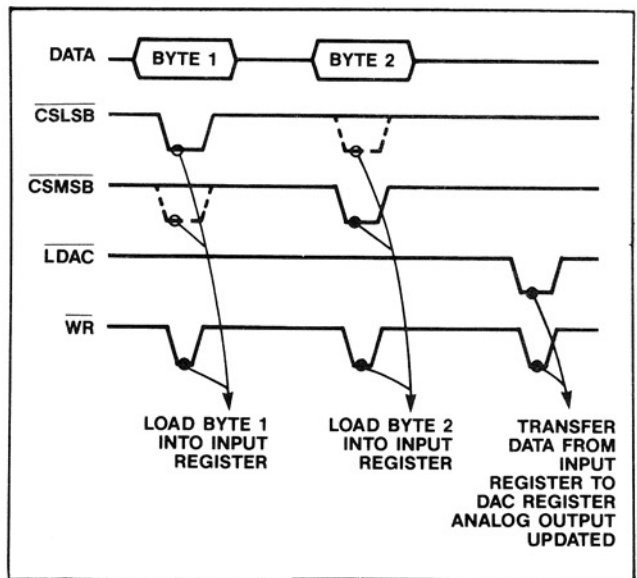 DATA
BYTE 1
BYTE 2
CSLSB
CSMSB
LDAC
WR
LOAD BYTE 1
INTO INPUT
REGISTER
LOAD BYTE 2
INTO INPUT
REGISTER
TRANSFER
DATA FROM
INPUT
REGISTER TO
DAC REGISTER
ANALOG OUTPUT
UPDATED